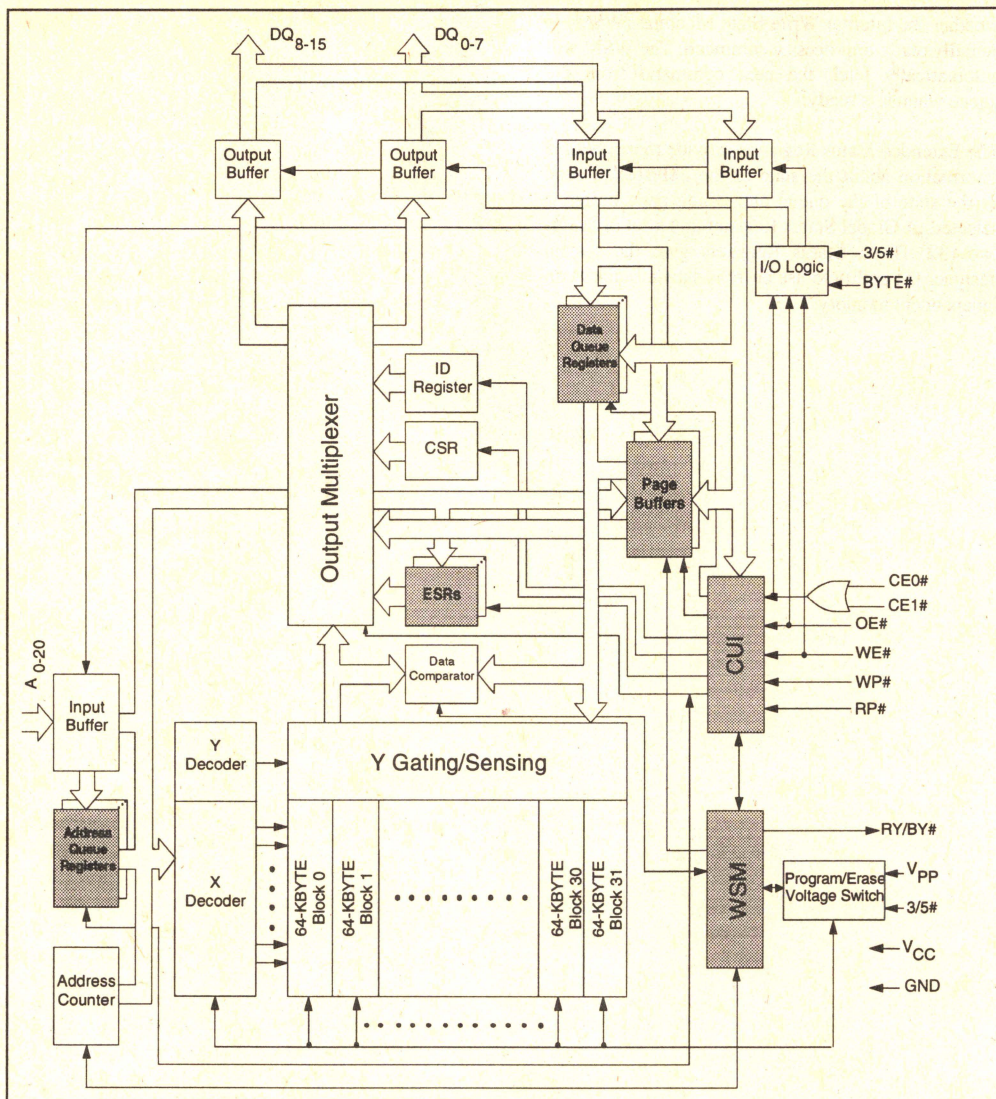 DQ8-15
DQ0-7
Output
Buffer
Output
Buffer
Input
Buffer
Input
Buffer
I/O Logic
3/5#
BYTE#
Data
Queue
Registers
ID
Register
CSR
Output Multiplexer
Page
Buffers
ESRs
CE0#
CE1#
OE#
WE#
WP#
RP#
CUI
A0-20
Input
Buffer
Data
Comparator
Y
Decoder
Y Gating/Sensing
Address
Queue
Registers
X
Decoder
64-KBYTE
Block 0
64-KBYTE
Block 1
64-KBYTE
Block 30
64-KBYTE
Block 31
WSM
RY/BY#
Program/Erase
Voltage Switch
VPP
3/5#
VCC
GND
Address
Counter